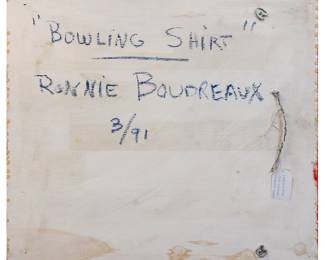 "BOWLING SHIRT"
RONNIE BOUDREAUX
3/91